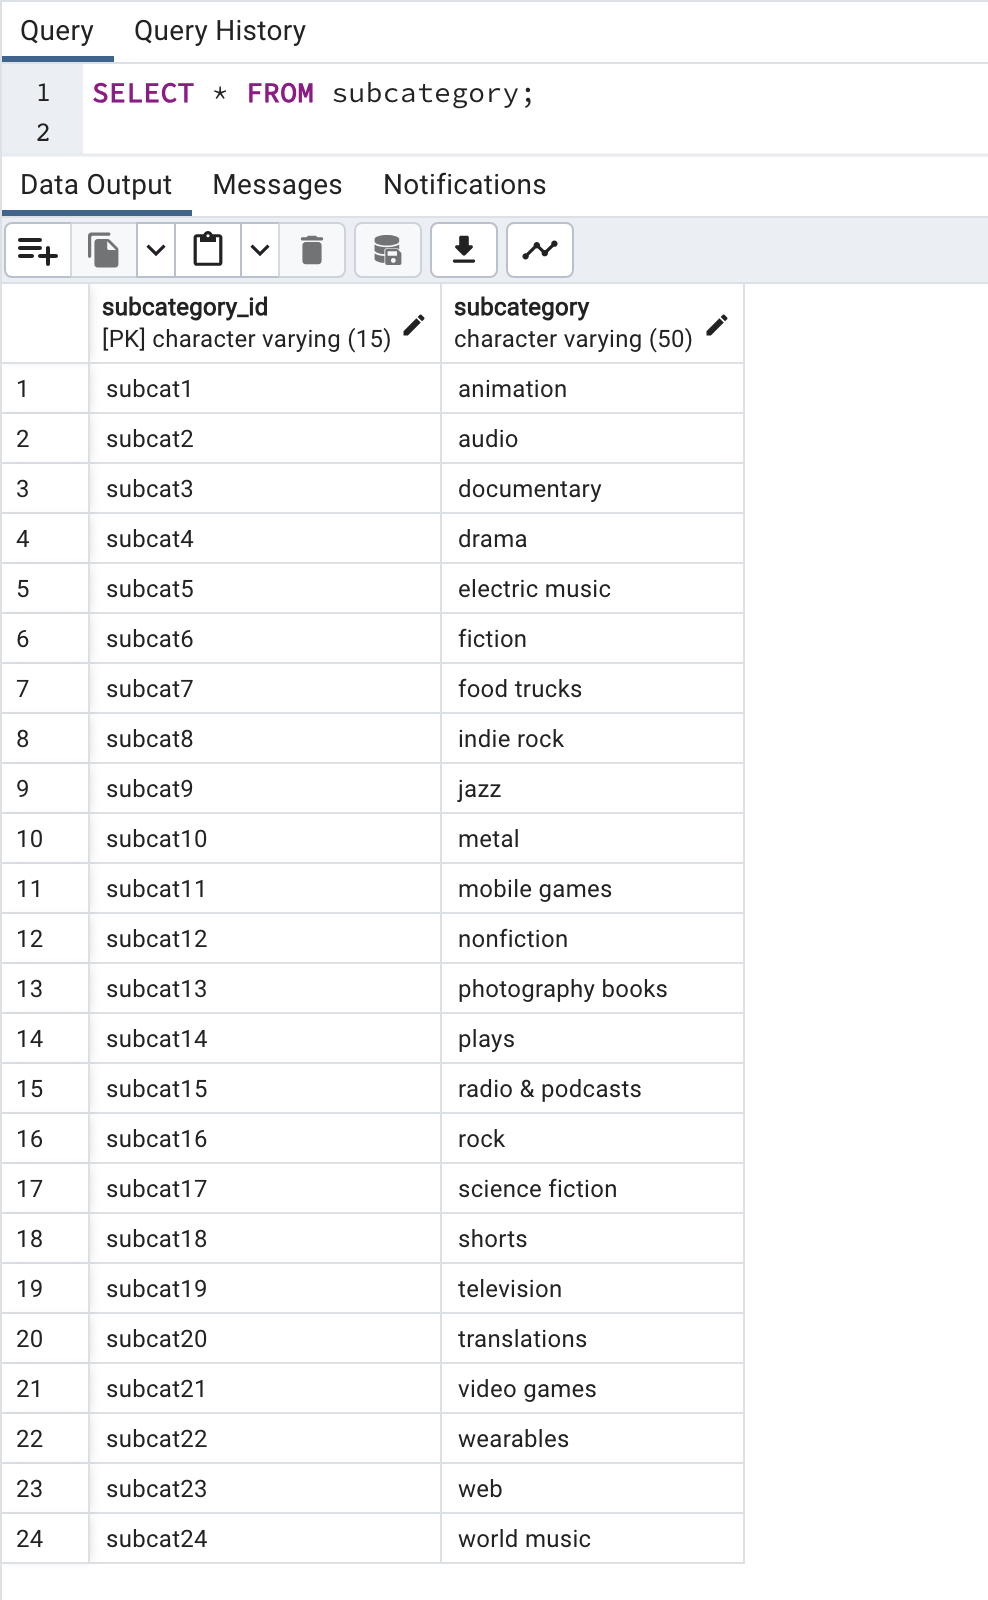 Query Query History
1 SELECT * FROM subcategory;
2
Data Output Messages Notifications
subcategory_id subcategory
[PK] character varying (15) character varying (50)
1 subcat1 animation
2 subcat2 audio
3 subcat3 documentary
4 subcat4 drama
5 subcat5 electric music
6 subcat6 fiction
7 subcat7 food trucks
8 subcat8 indie rock
9 subcat9 jazz
10 subcat10 metal
11 subcat11 mobile games
12 subcat12 nonfiction
13 subcat13 photography books
14 subcat14 plays
15 subcat15 radio & podcasts
16 subcat16 rock
17 subcat17 science fiction
18 subcat18 shorts
19 subcat19 television
20 subcat20 translations
21 subcat21 video games
22 subcat22 wearables
23 subcat23 web
24 subcat24 world music